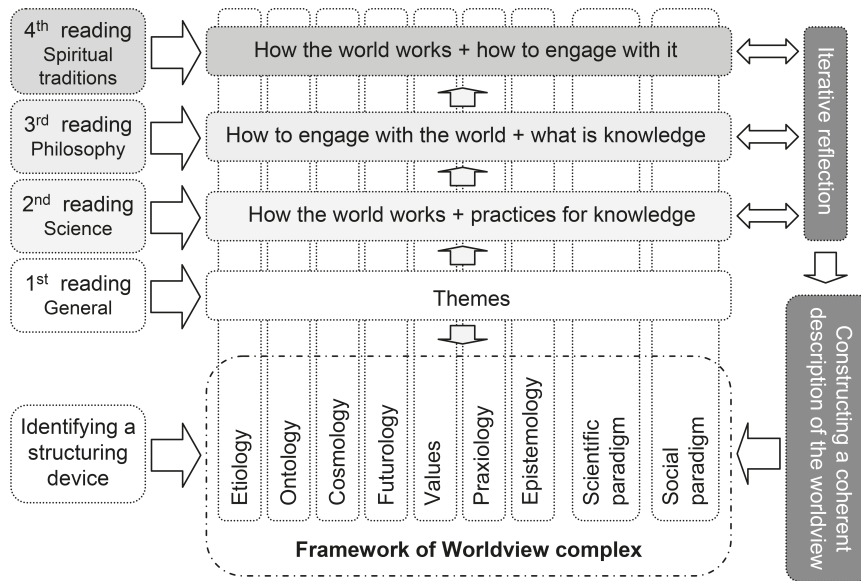 4th reading
Spiritual
traditions
How the world works + how to engage with it
3rd reading
Philosophy
How to engage with the world + what is knowledge
2nd reading
Science
How the world works + practices for knowledge
1st reading
General
Themes
Iterative reflection
Identifying a
structuring
device
Etiology
Ontology
Cosmology
Futurology
Values
Praxiology
Epistemology
Scientific
paradigm
Social
paradigm
Framework of Worldview complex
Constructing a coherent
description of the worldview